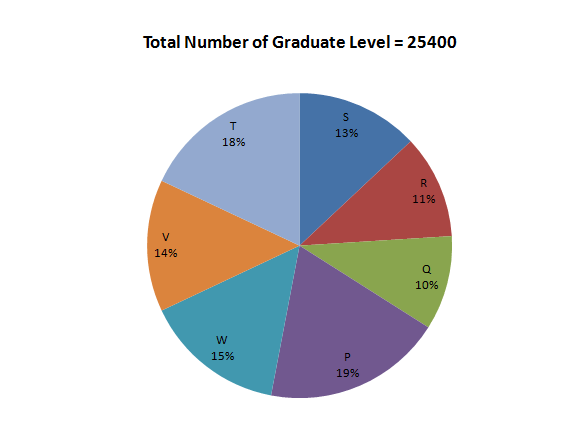 Total Number of Graduate Level = 25400
S
13%
R
11%
Q
10%
P
19%
W
15%
V
14%
T
18%